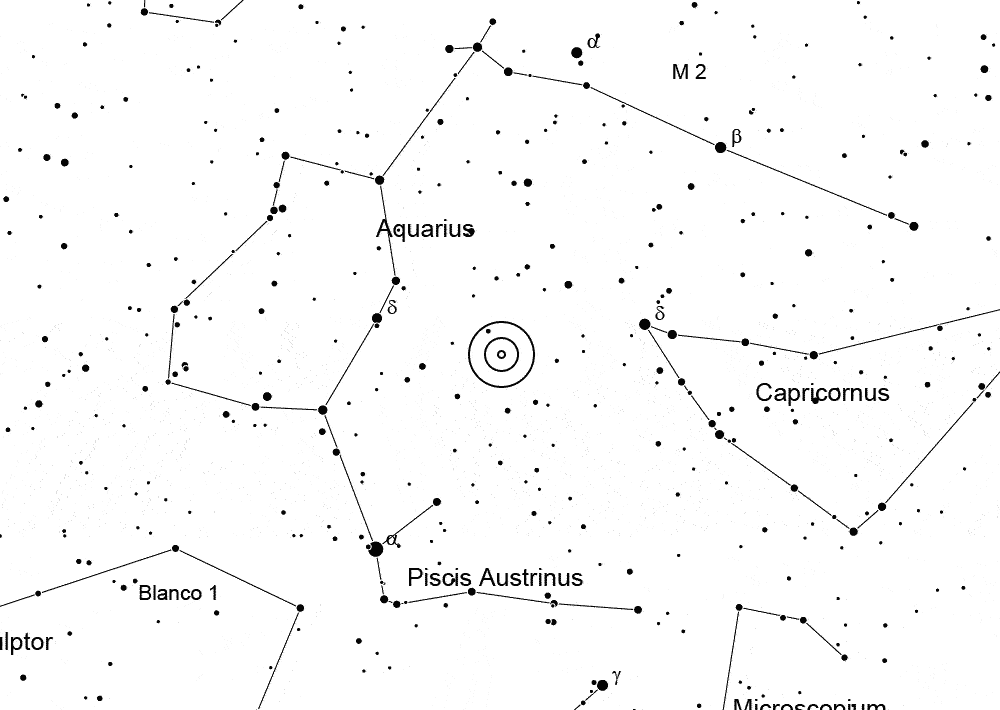 α
M 2
β
Aquarius
δ
δ
Capricornus
α
Piscis Austrinus
Blanco 1
ulptor
γ
Microscopium